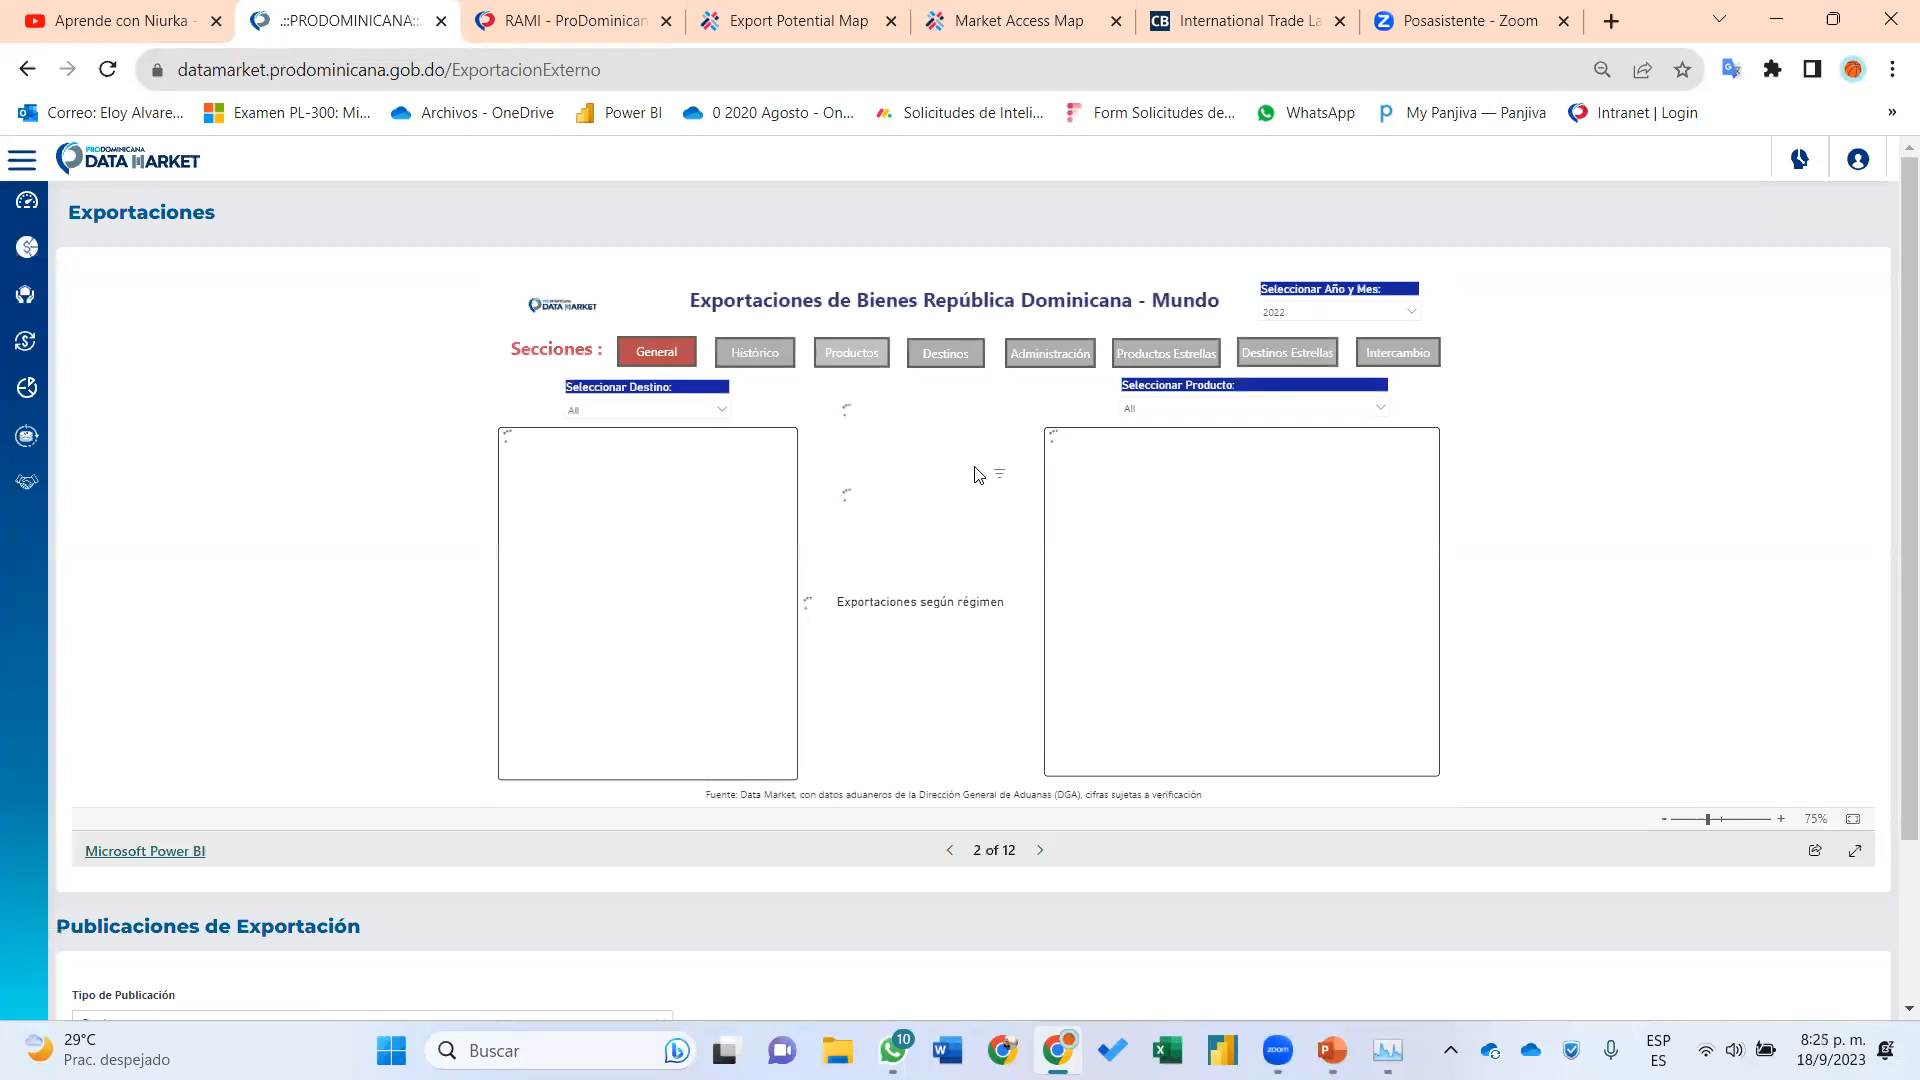 Aprende con Niurka -
.::PRODOMINICANA::.
RAMI - ProDominican
Export Potential Map
Market Access Map
CB International Trade La
Posasistente - Zoom
datamarket.prodominicana.gob.do/ExportacionExterno
Correo: Eloy Alvare...
Examen PL-300: Mi...
Archivos - OneDrive
Power BI
0 2020 Agosto - On...
Solicitudes de Inteli...
Form Solicitudes de...
WhatsApp
My Panjiva — Panjiva
Intranet | Login
»
PRODOMINICANA
DATA MARKET
Exportaciones
DATA MARKET
Exportaciones de Bienes República Dominicana - Mundo
Seleccionar Año y Mes:
2022
Secciones :
General
Histórico
Productos
Destinos
Administración
Productos Estrellas
Destinos Estrellas
Intercambio
Seleccionar Destino:
All
Seleccionar Producto:
All
Exportaciones según régimen
Fuente: Data Market, con datos aduaneros de la Dirección General de Aduanas (DGA), cifras sujetas a verificación
- + 75%
Microsoft Power BI
2 of 12
Publicaciones de Exportación
Tipo de Publicación
29°C
Prac. despejado
Buscar
10
zoom
ESP
ES
8:25 p. m.
18/9/2023